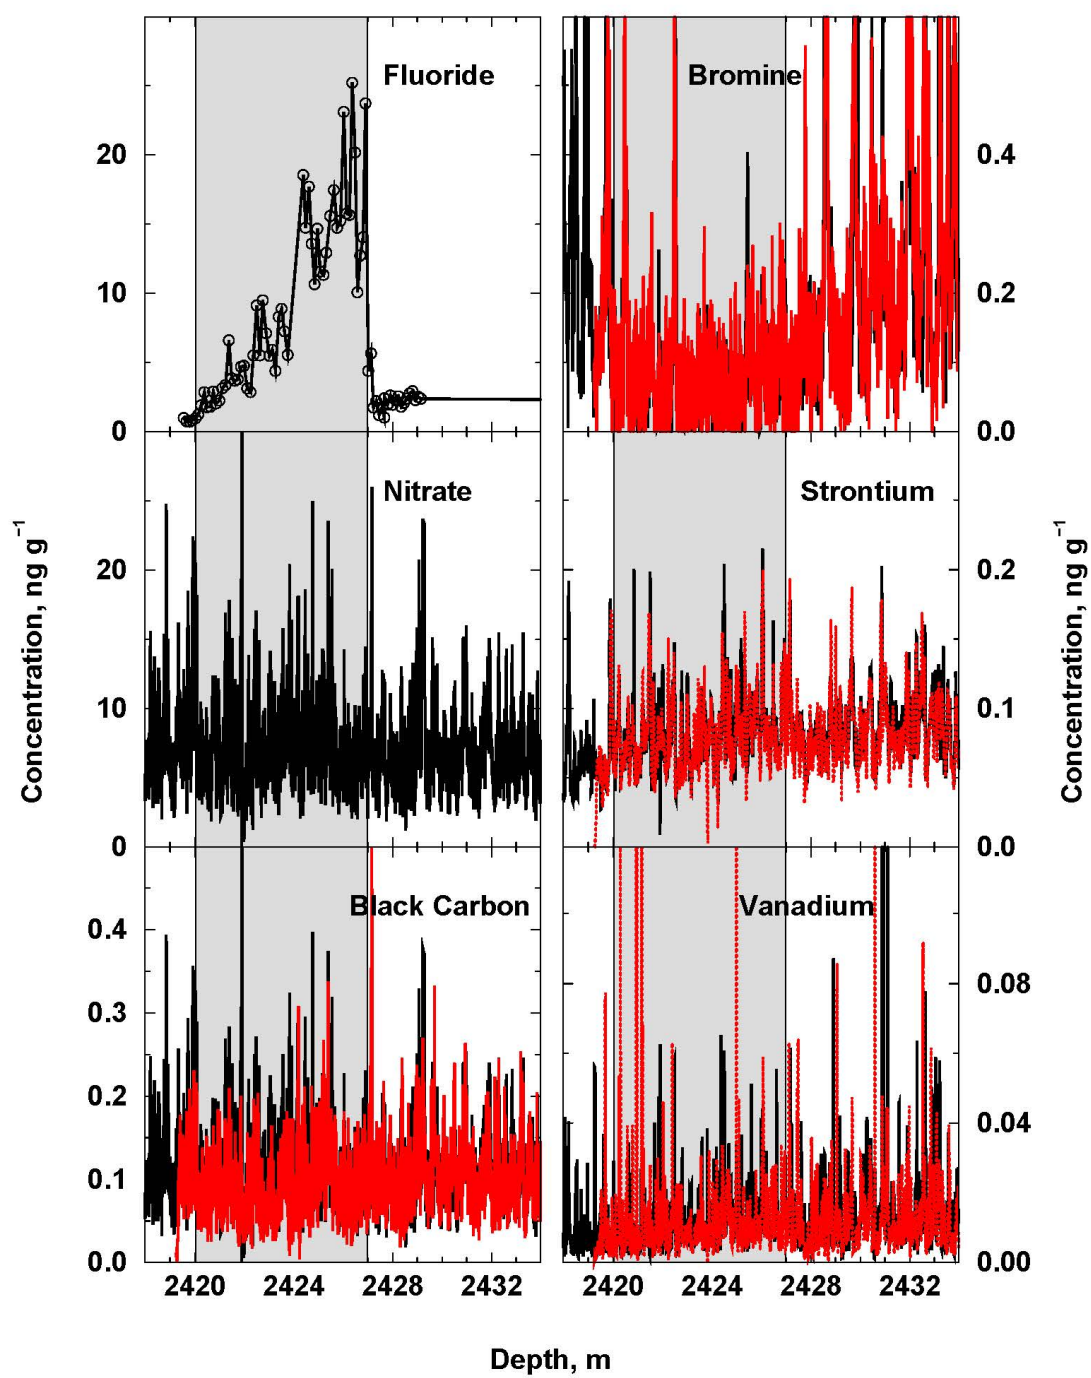 Fluoride
Bromine
20
10
0
0.4
0.2
0.0
Nitrate
Strontium
20
10
0
0.2
0.1
0.0
Black Carbon
Vanadium
0.4
0.3
0.2
0.1
0.0
0.08
0.04
0.00
2420 2424 2428 2432
2420 2424 2428 2432
Concentration, ng g⁻¹
Concentration, ng g⁻¹
Depth, m